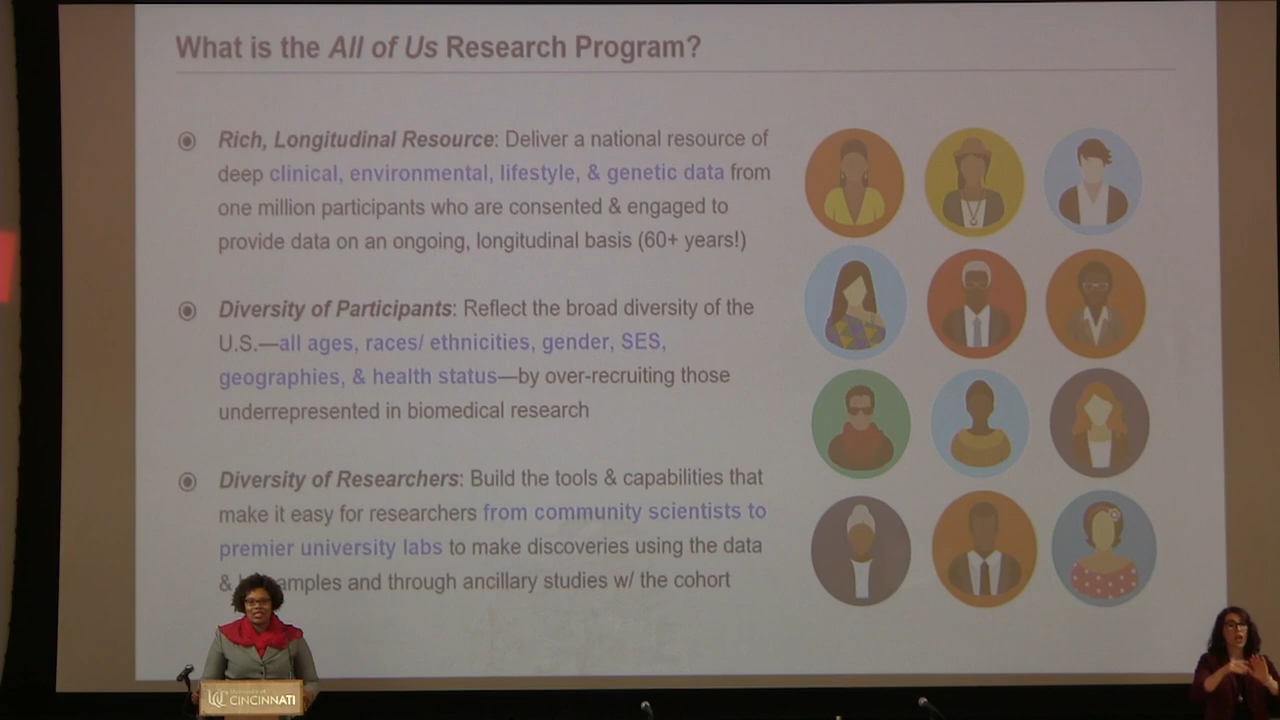 What is the All of Us Research Program?
Rich, Longitudinal Resource: Deliver a national resource of
deep clinical, environmental, lifestyle, & genetic data from
one million participants who are consented & engaged to
provide data on an ongoing, longitudinal basis (60+ years!)
Diversity of Participants: Reflect the broad diversity of the
U.S.—all ages, races/ ethnicities, gender, SES,
geographies, & health status—by over-recruiting those
underrepresented in biomedical research
Diversity of Researchers: Build the tools & capabilities that
make it easy for researchers from community scientists to
premier university labs to make discoveries using the data
& and through ancillary studies w/ the cohort
UC University of
CINCINNATI